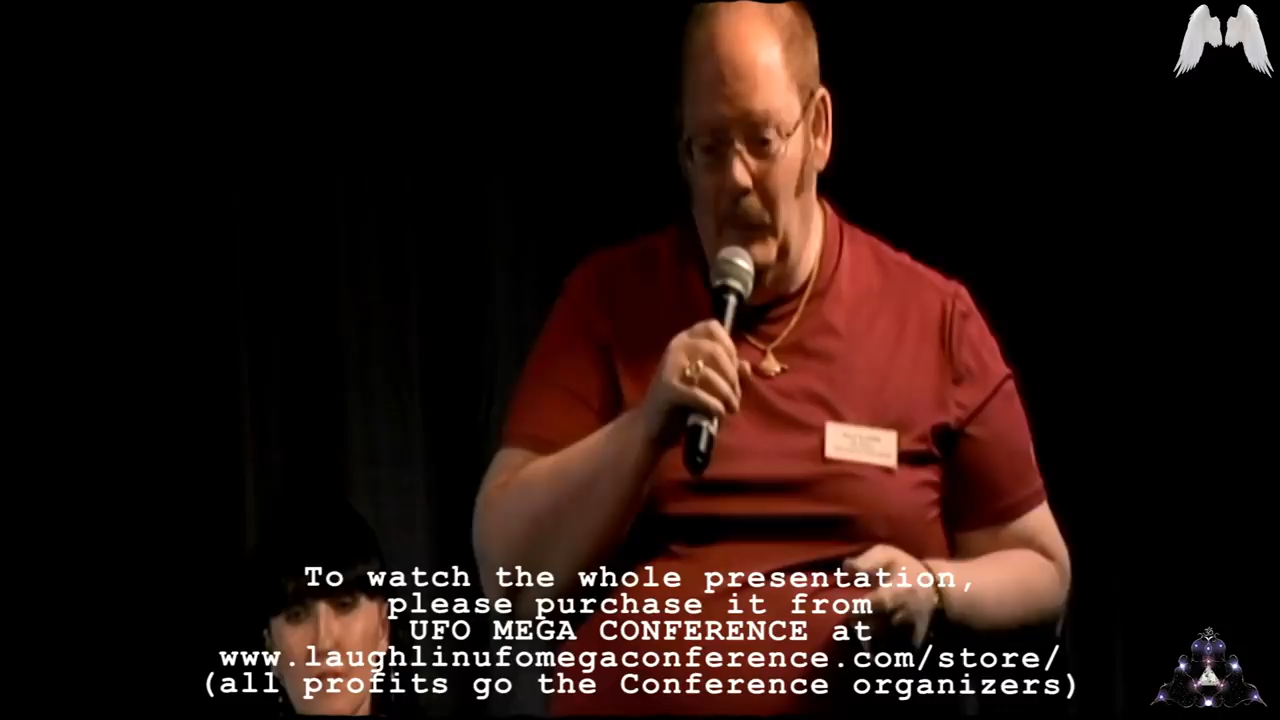 To watch the whole presentation,
please purchase it from
UFO MEGA CONFERENCE at
www.laughlinufomegaconference.com/store/
(all profits go the Conference organizers)